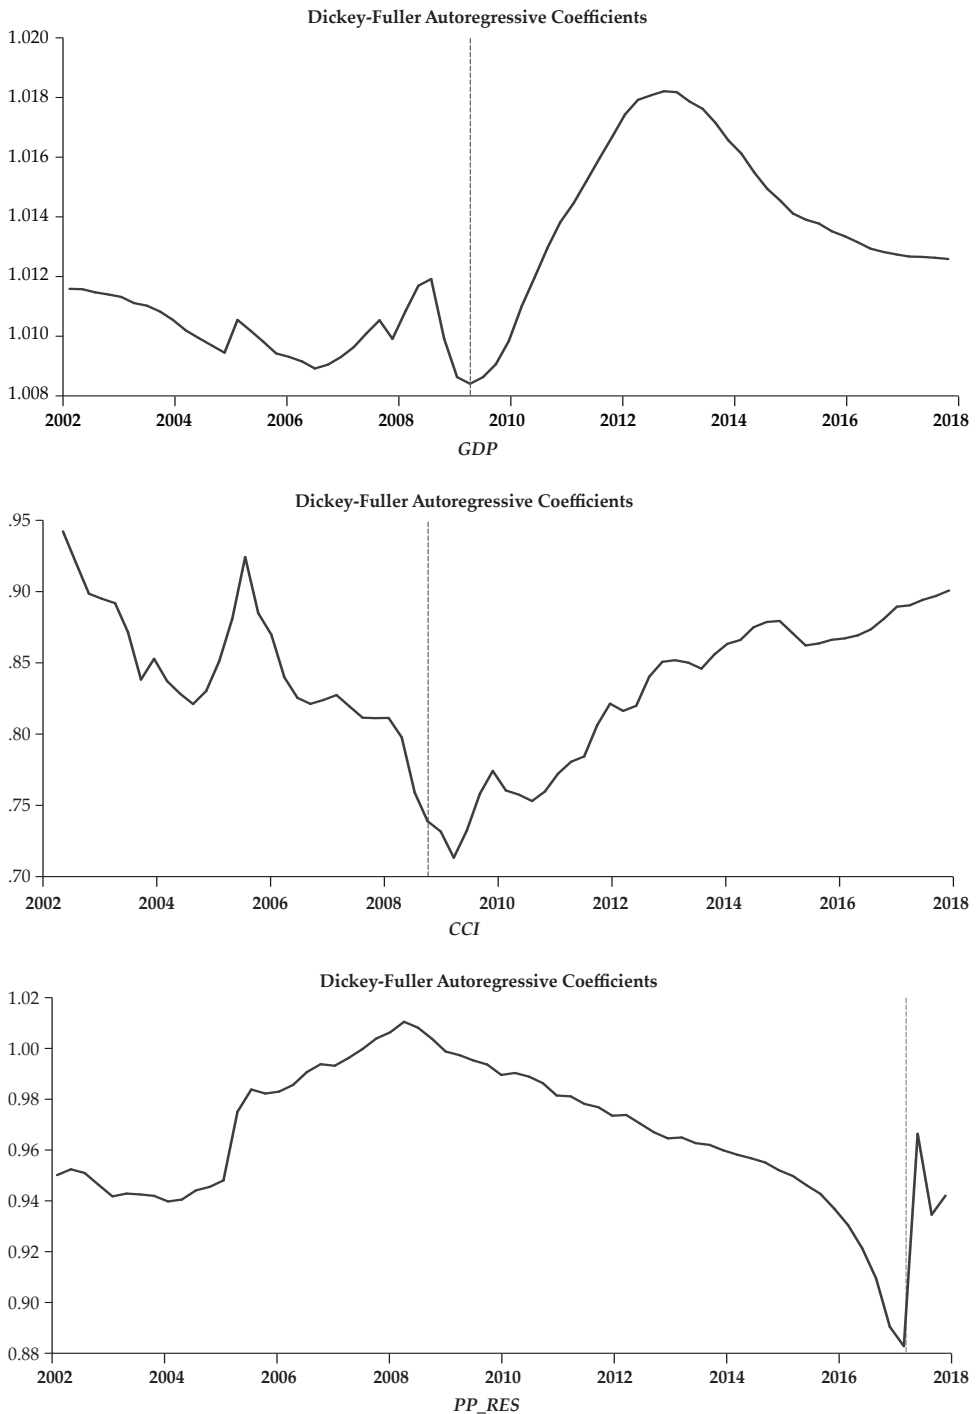 Dickey-Fuller Autoregressive Coefficients
1.020
1.018
1.016
1.014
1.012
1.010
1.008
2002 2004 2006 2008 2010 2012 2014 2016 2018
GDP
Dickey-Fuller Autoregressive Coefficients
.95
.90
.85
.80
.75
.70
2002 2004 2006 2008 2010 2012 2014 2016 2018
CCI
Dickey-Fuller Autoregressive Coefficients
1.02
1.00
0.98
0.96
0.94
0.92
0.90
0.88
2002 2004 2006 2008 2010 2012 2014 2016 2018
PP_RES